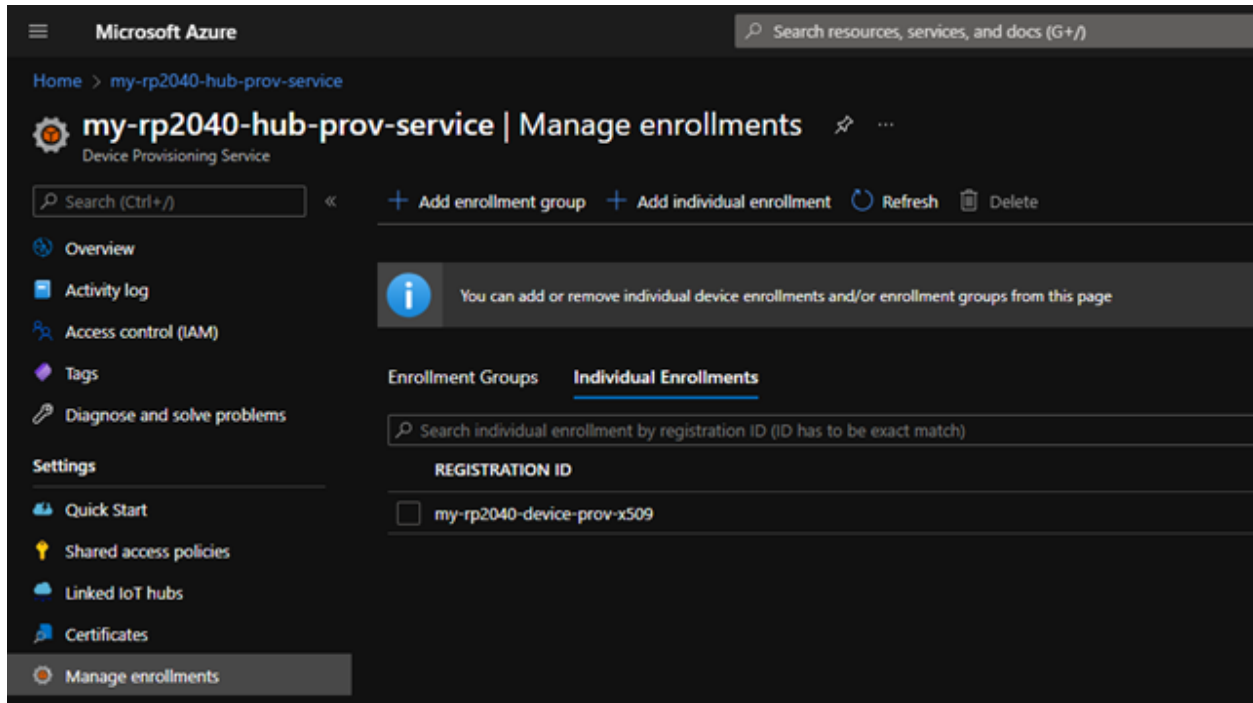 Microsoft Azure
Search resources, services, and docs (G+/)
Home > my-rp2040-hub-prov-service
my-rp2040-hub-prov-service | Manage enrollments
Device Provisioning Service
Search (Ctrl+/)
Add enrollment group
Add individual enrollment
Refresh
Delete
Overview
Activity log
Access control (IAM)
Tags
Diagnose and solve problems
Settings
Quick Start
Shared access policies
Linked IoT hubs
Certificates
Manage enrollments
You can add or remove individual device enrollments and/or enrollment groups from this page
Enrollment Groups
Individual Enrollments
Search individual enrollment by registration ID (ID has to be exact match)
REGISTRATION ID
my-rp2040-device-prov-x509